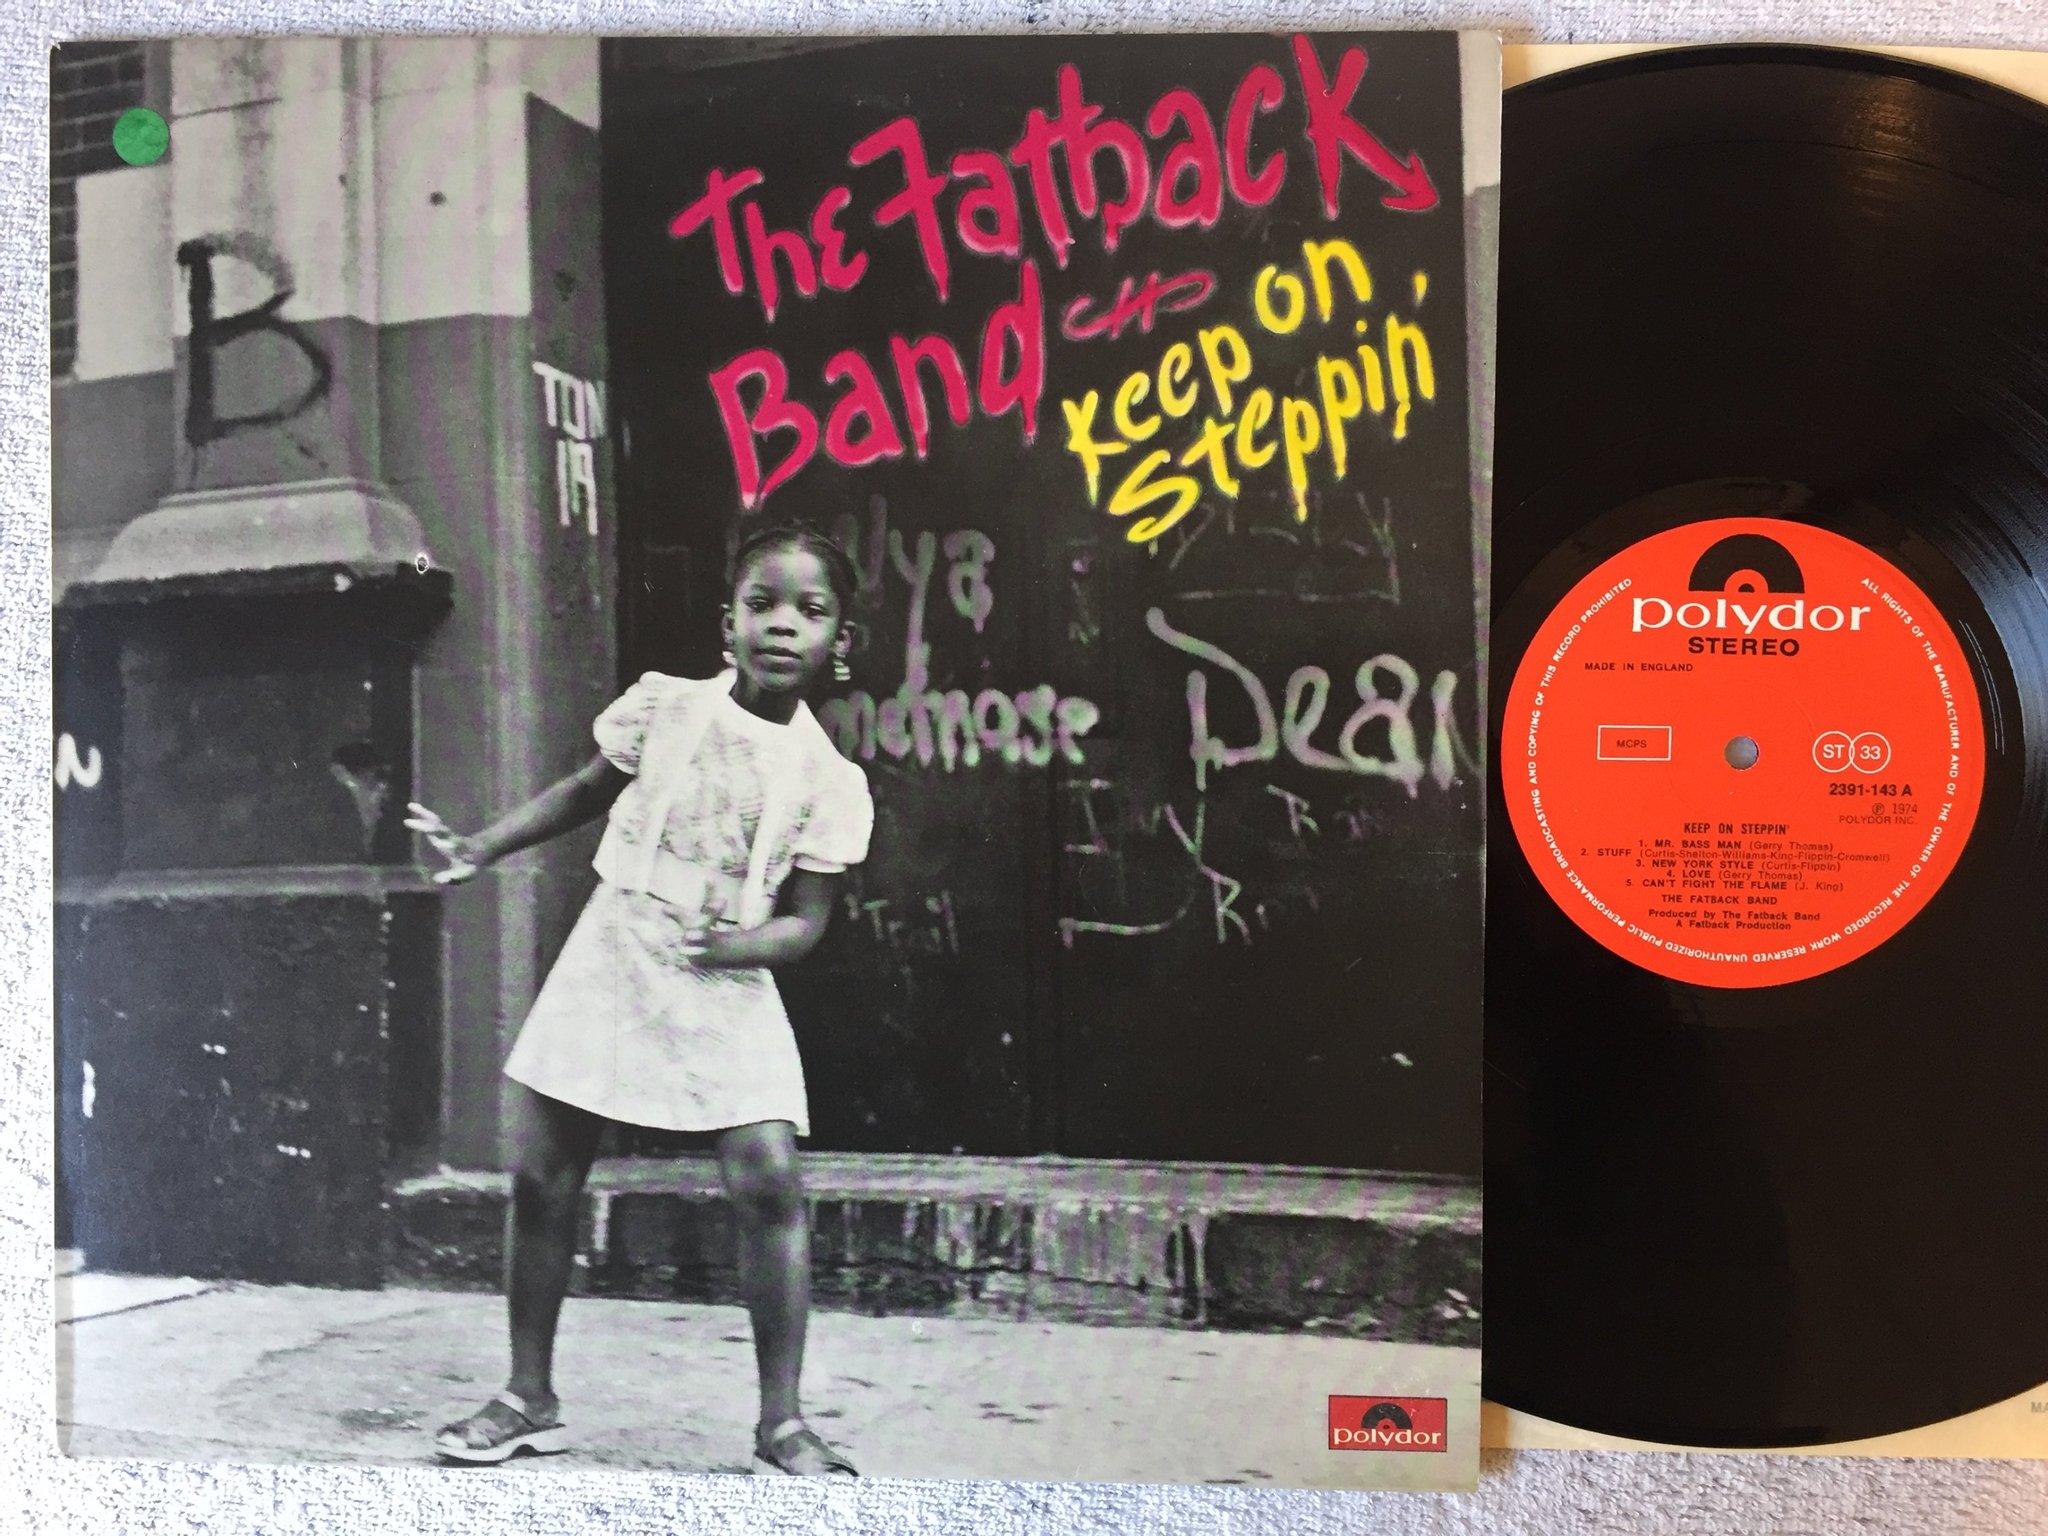 The Fatback
Band
Keep on
Steppin'
B
TON
IA
Dean
N
polydor
polydor
STEREO
MADE IN ENGLAND
MCPS
ST 33
2391-143 A
℗ 1974
POLYDOR INC.
KEEP ON STEPPIN'
1. MR. BASS MAN (Gerry Thomas)
2. STUFF (Curtis-Shelton-Williams-King-Flippin-Cromwell)
3. NEW YORK STYLE (Curtis-Flippin)
4. LOVE (Gerry Thomas)
5. CAN'T FIGHT THE FLAME (J. King)
THE FATBACK BAND
Produced by The Fatback Band
A Fatback Production
ALL RIGHTS OF THE MANUFACTURER AND OF THE OWNER OF THE RECORDED WORK RESERVED UNAUTHORIZED PUBLIC PERFORMANCE BROADCASTING AND COPYING OF THIS RECORD PROHIBITED
MA